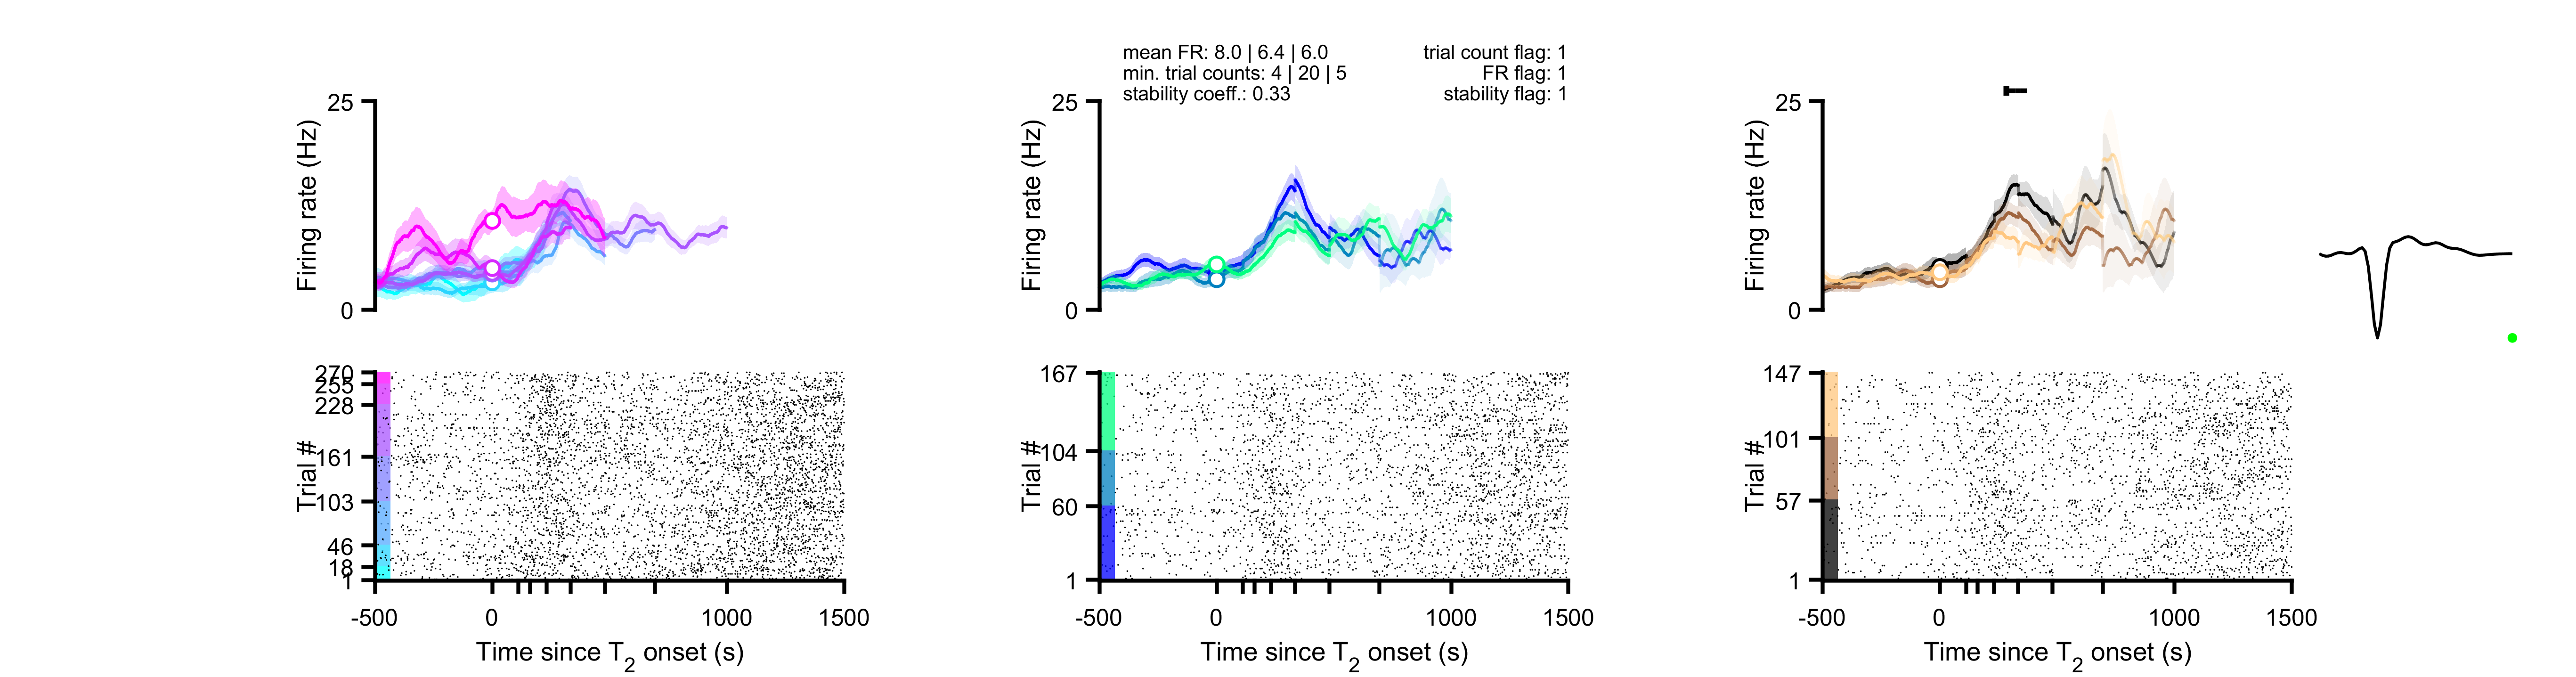 mean FR: 8.0 | 6.4 | 6.0
min. trial counts: 4 | 20 | 5
stability coeff.: 0.33
trial count flag: 1
FR flag: 1
stability flag: 1
25
Firing rate (Hz)
0
25
Firing rate (Hz)
0
25
Firing rate (Hz)
0
270
255
228
161
103
46
18
1
Trial #
-500
0
1000
1500
Time since T2 onset (s)
167
104
60
1
Trial #
-500
0
1000
1500
Time since T2 onset (s)
147
101
57
1
Trial #
-500
0
1000
1500
Time since T2 onset (s)